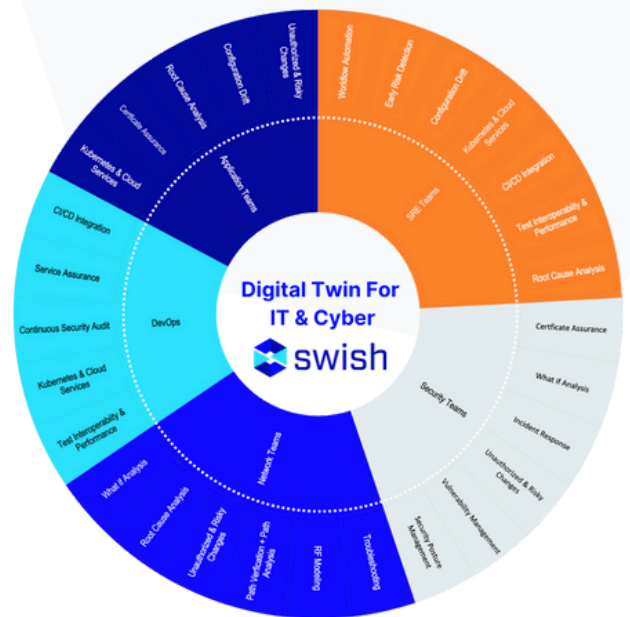 Digital Twin For
IT & Cyber
swish
SRE Teams
Workflow Automation
Early Risk Detection
Configuration Drift
Kubernetes & Cloud Services
CI/CD Integration
Test Interoperability &
Performance
Root Cause Analysis
Security Teams
Certficate Assurance
What if Analysis
Incident Response
Unauthorized & Risky
Changes
Vulnerability Management
Security Posture
Management
Network Teams
Troubleshooting
RF Modeling
Path Verfication + Path
Analysis
Unauthorized & Risky
Changes
Root Cause Analysis
What if Analysis
DevOps
Test Interoperability &
Performance
Kubernetes & Cloud
Services
Continuous Security Audit
Service Assurance
CI/CD Integration
Application Teams
Kubernetes & Cloud
Services
Certficate Assurance
Root Cause Analysis
Configuration Drift
Unauthorized & Risky
Changes